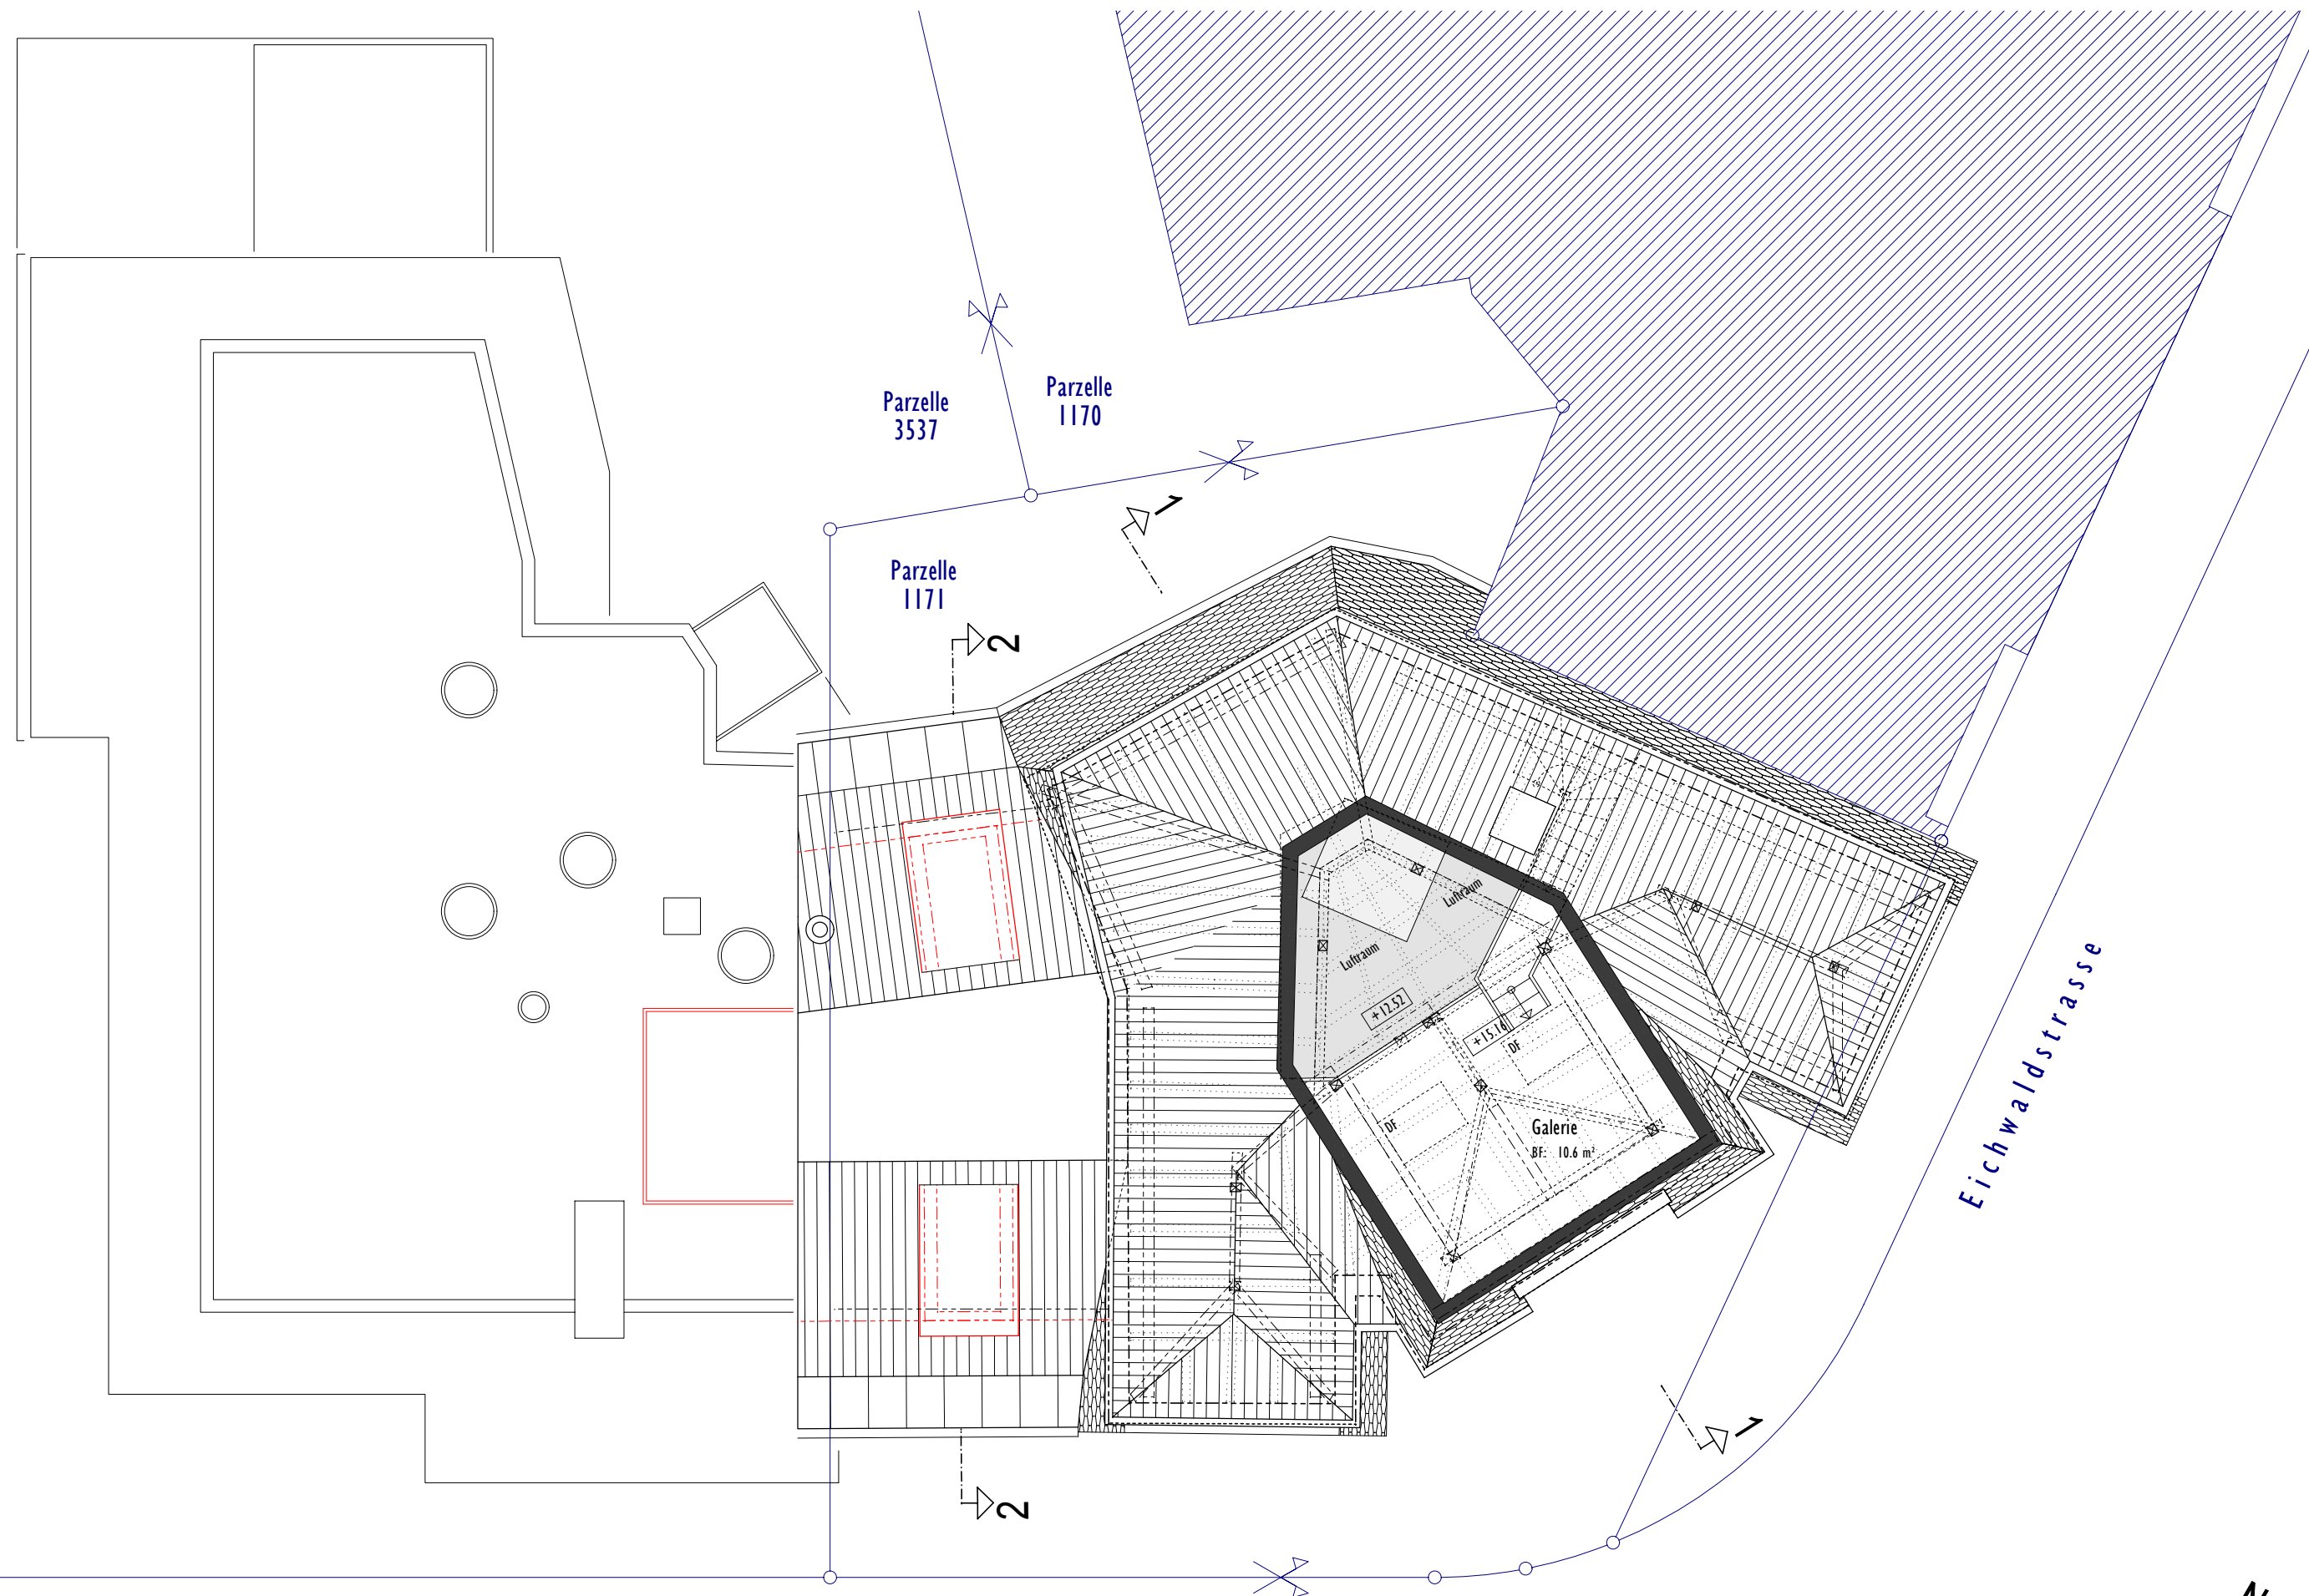 Parzelle
3537
Parzelle
1170
1
Parzelle
1171
2
Luftraum
Luftraum
+12.52
+15.16
DF
DF
Galerie
BF: 10.6 m²
Eichwaldstrasse
1
2
N